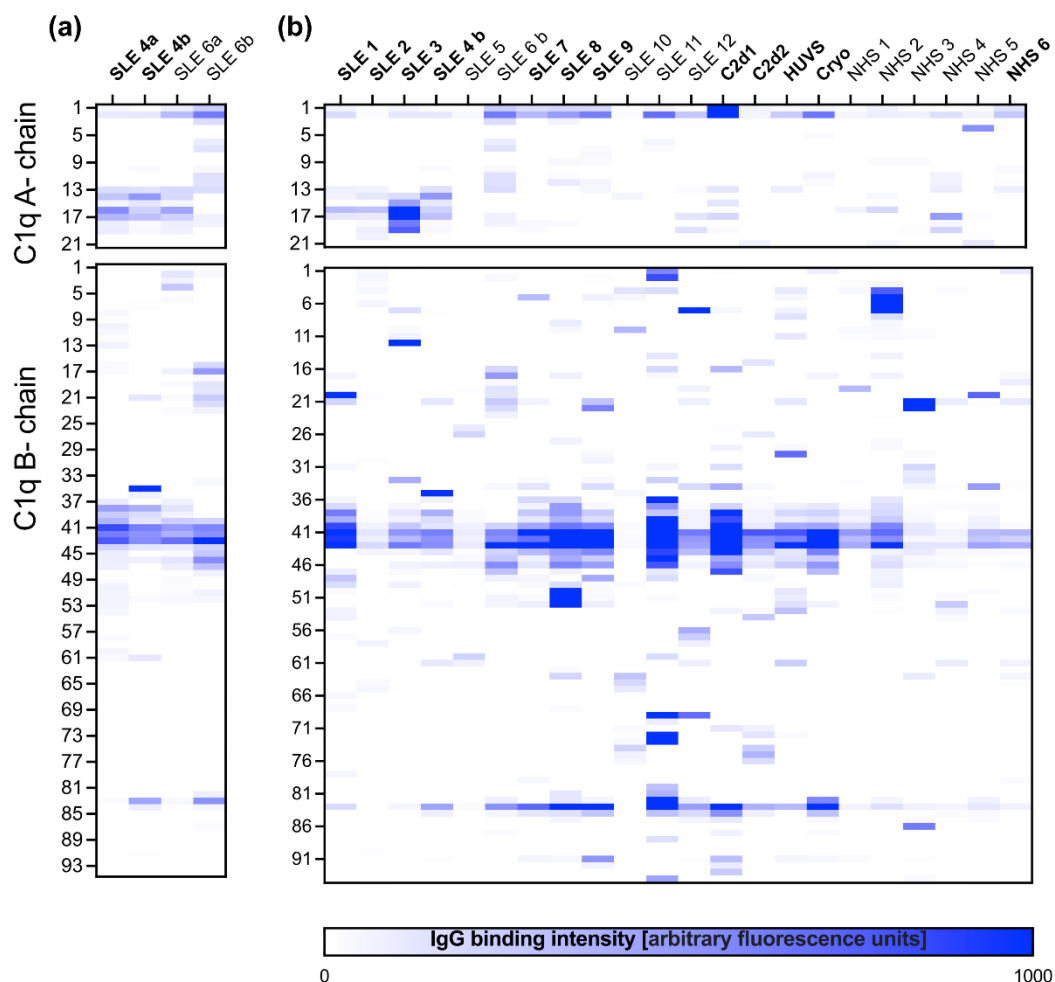 (a)
SLE 4a
SLE 4b
SLE 6a
SLE 6b
(b)
SLE 1
SLE 2
SLE 3
SLE 4 b
SLE 5
SLE 6 b
SLE 7
SLE 8
SLE 9
SLE 10
SLE 11
SLE 12
C2d1
C2d2
HUVS
Cryo
NHS 1
NHS 2
NHS 3
NHS 4
NHS 5
NHS 6
C1q A- chain
1
5
9
13
17
21
1
5
9
13
17
21
C1q B- chain
1
5
9
13
17
21
25
29
33
37
41
45
49
53
57
61
65
69
73
77
81
85
89
93
1
6
11
16
21
26
31
36
41
46
51
56
61
66
71
76
81
86
91
IgG binding intensity [arbitrary fluorescence units]
0
1000